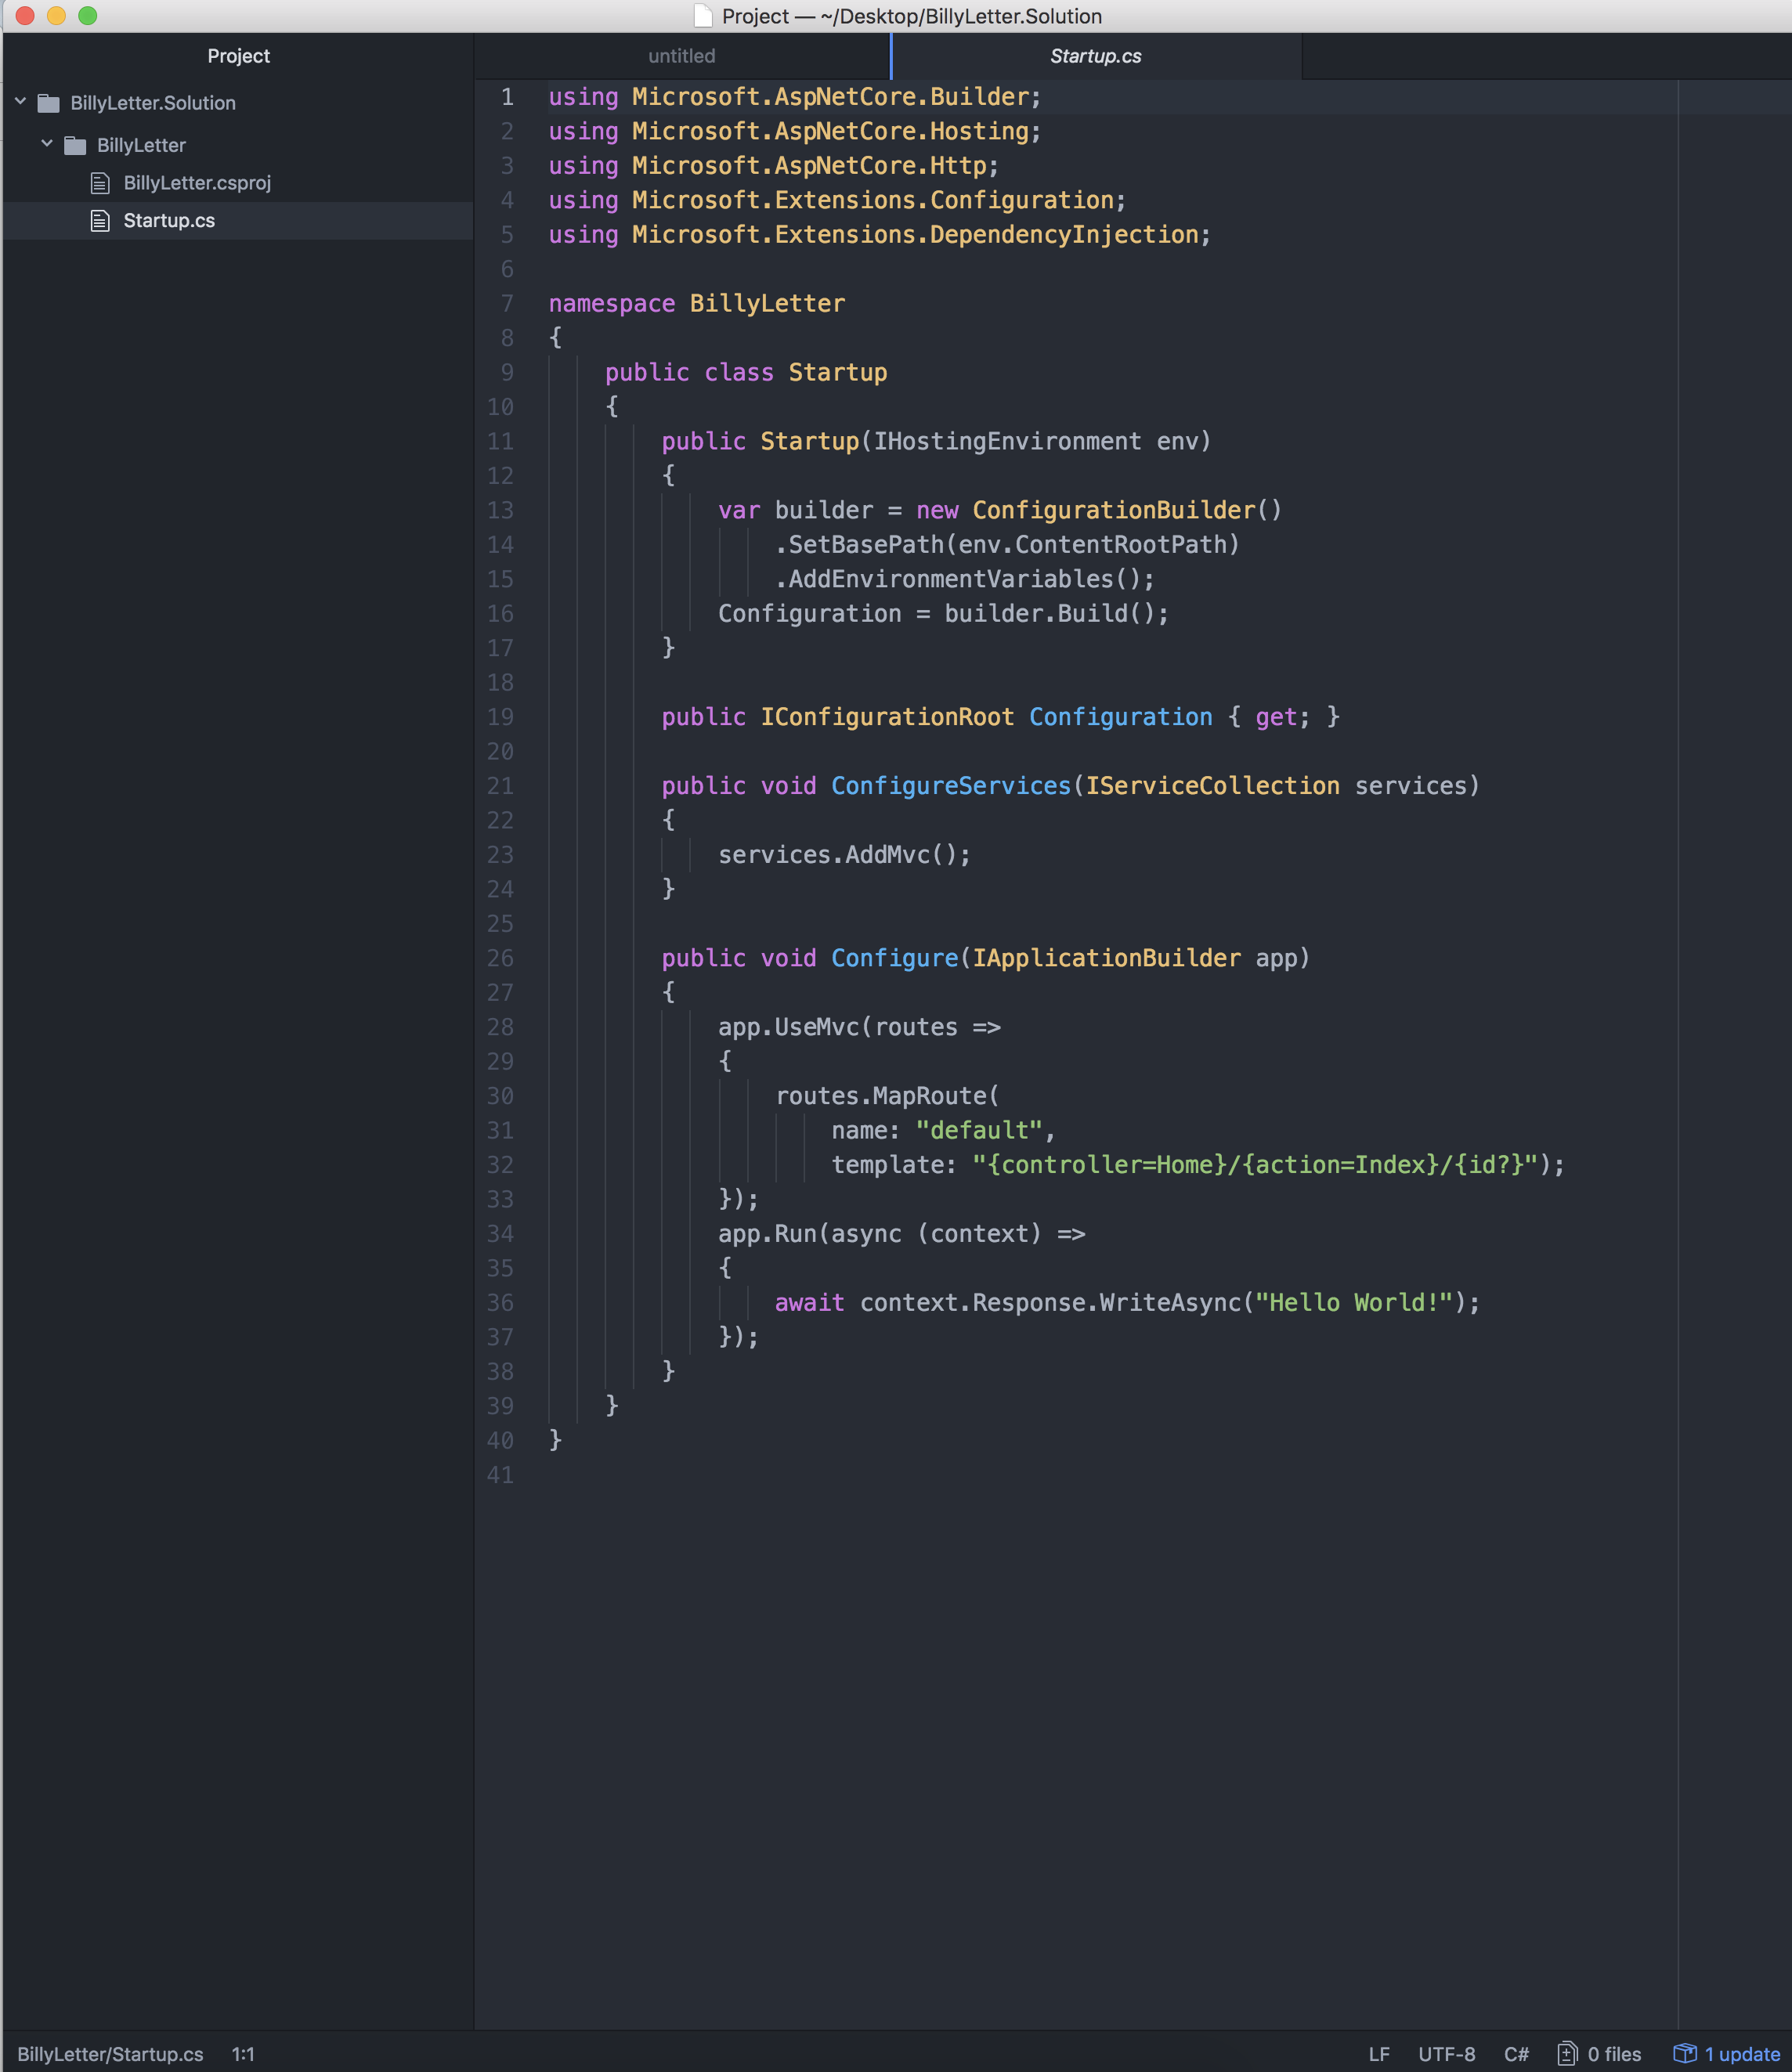 Project — ~/Desktop/BillyLetter.Solution
Project
untitled
Startup.cs
BillyLetter.Solution
BillyLetter
BillyLetter.csproj
Startup.cs
1 using Microsoft.AspNetCore.Builder;
2 using Microsoft.AspNetCore.Hosting;
3 using Microsoft.AspNetCore.Http;
4 using Microsoft.Extensions.Configuration;
5 using Microsoft.Extensions.DependencyInjection;
6
7 namespace BillyLetter
8 {
9     public class Startup
10     {
11         public Startup(IHostingEnvironment env)
12         {
13             var builder = new ConfigurationBuilder()
14                 .SetBasePath(env.ContentRootPath)
15                 .AddEnvironmentVariables();
16             Configuration = builder.Build();
17         }
18
19         public IConfigurationRoot Configuration { get; }
20
21         public void ConfigureServices(IServiceCollection services)
22         {
23             services.AddMvc();
24         }
25
26         public void Configure(IApplicationBuilder app)
27         {
28             app.UseMvc(routes =>
29             {
30                 routes.MapRoute(
31                     name: "default",
32                     template: "{controller=Home}/{action=Index}/{id?}");
33             });
34             app.Run(async (context) =>
35             {
36                 await context.Response.WriteAsync("Hello World!");
37             });
38         }
39     }
40 }
41
BillyLetter/Startup.cs 1:1
LF UTF-8 C# 0 files 1 update